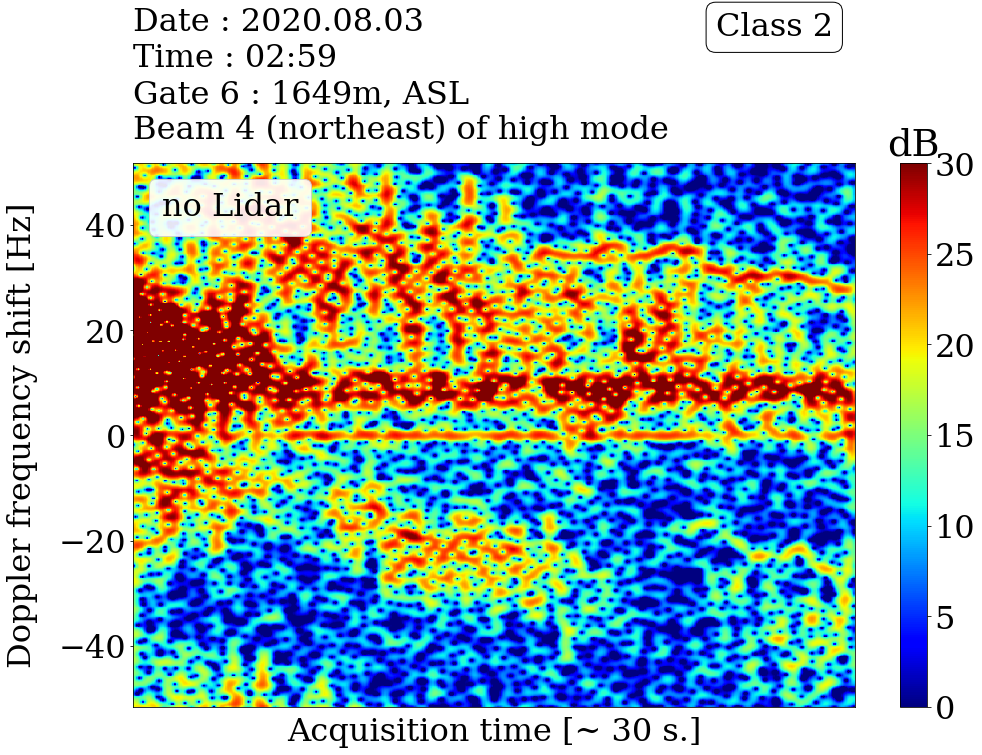 Date : 2020.08.03
Time : 02:59
Gate 6 : 1649m, ASL
Beam 4 (northeast) of high mode
Class 2
dB
no Lidar
Doppler frequency shift [Hz]
40
20
0
−20
−40
30
25
20
15
10
5
0
Acquisition time [~ 30 s.]